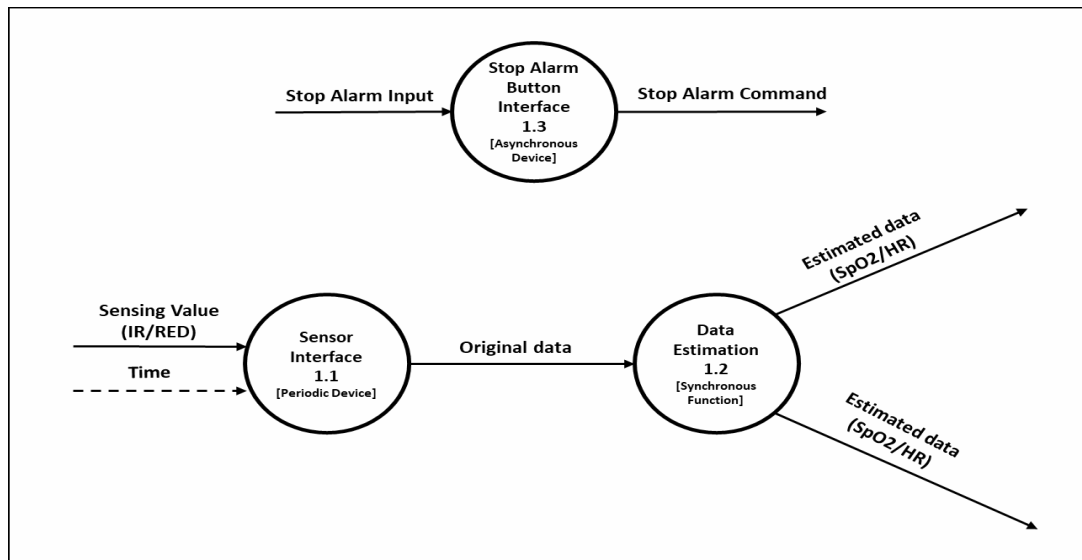 Stop Alarm
Button
Interface
1.3
[Asynchronous
Device]
Stop Alarm Input
Stop Alarm Command
Estimated data
(SpO2/HR)
Sensing Value
(IR/RED)
Time
Sensor
Interface
1.1
[Periodic Device]
Original data
Data
Estimation
1.2
[Synchronous
Function]
Estimated data
(SpO2/HR)